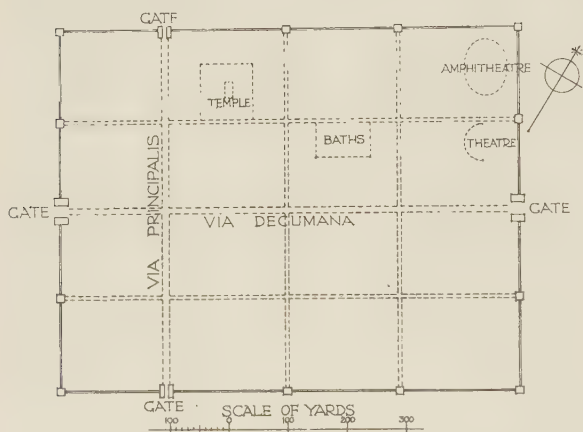 GATE
AMPHITHEATRE
TEMPLE
BATHS
THEATRE
VIA PRINCIPALIS
GATE
VIA DECUMANA
GATE
GATE
SCALE OF YARDS
100 0 100 200 300